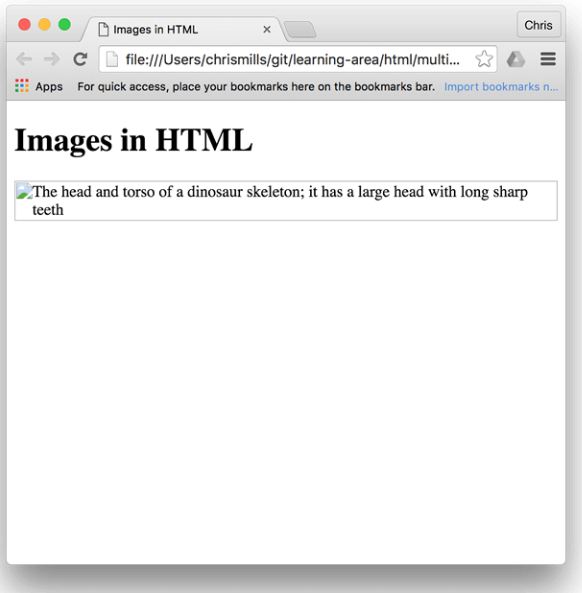 Images in HTML
Chris
file:///Users/chrismills/git/learning-area/html/multi...
Apps For quick access, place your bookmarks here on the bookmarks bar. Import bookmarks n...
Images in HTML
The head and torso of a dinosaur skeleton; it has a large head with long sharp
teeth